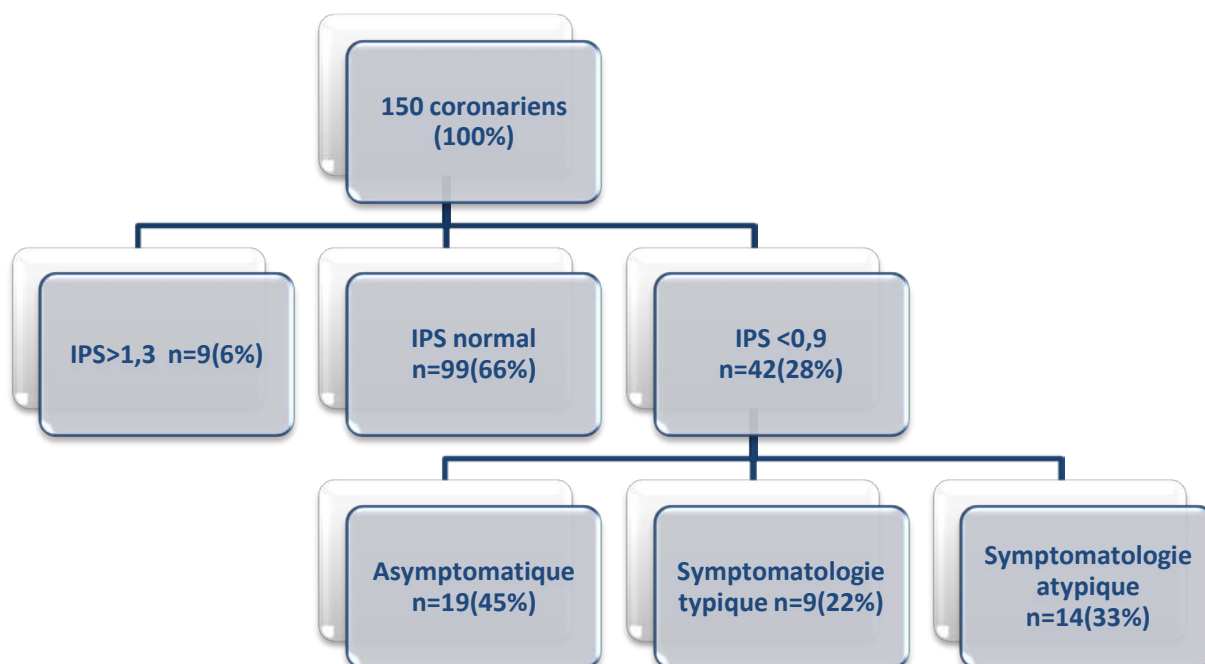 150 coronariens
(100%)
IPS>1,3 n=9(6%)
IPS normal
n=99(66%)
IPS <0,9
n=42(28%)
Asymptomatique
n=19(45%)
Symptomatologie
typique n=9(22%)
Symptomatologie
atypique
n=14(33%)